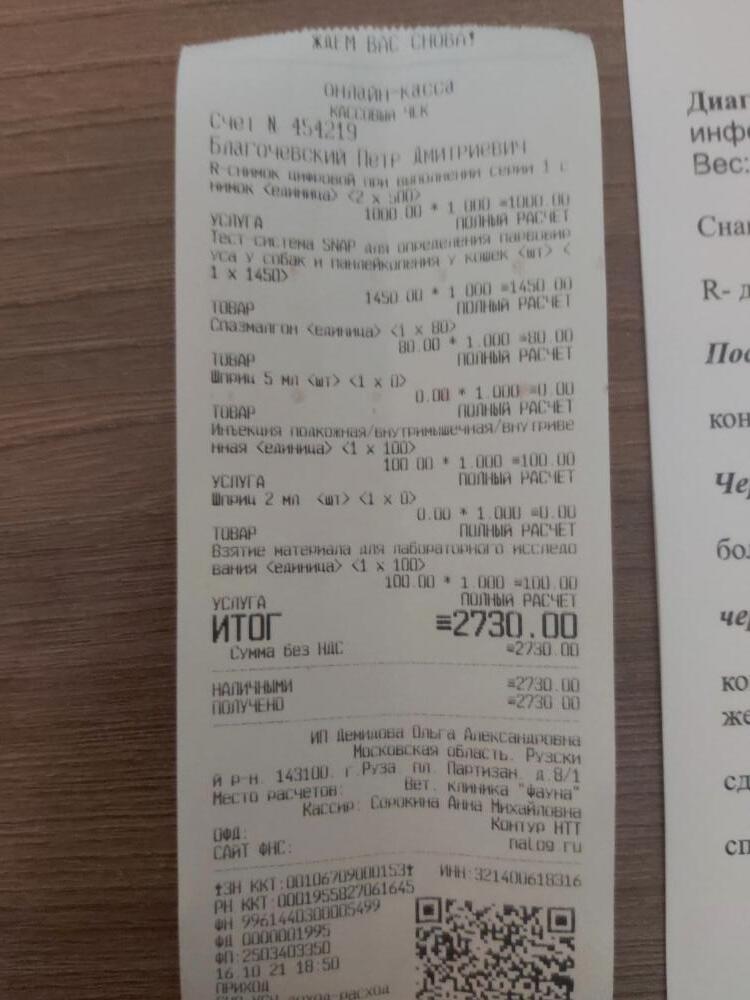 ЖДЕМ ВАС СНОВА!
ОНЛАЙН-КАССА
КАССОВЫЙ ЧЕК
Счет N 454219
Благочевский Петр Дмитриевич
R-снимок цифровой при выполнении серии 1 с
нимок <единица> <2 x 500>
1000.00 * 1.000 =1000.00
УСЛУГА ПОЛНЫЙ РАСЧЕТ
Тест система SNAP для определения парвовир
уса у собак и панлейкопения у кошек <шт> <
1 x 1450>
1450.00 * 1.000 =1450.00
ТОВАР ПОЛНЫЙ РАСЧЕТ
Спазмалгон <единица> <1 x 80>
80.00 * 1.000 =80.00
ТОВАР ПОЛНЫЙ РАСЧЕТ
Шприц 5 мл <шт> <1 x 0>
0.00 * 1.000 =0.00
ТОВАР ПОЛНЫЙ РАСЧЕТ
Инъекция подкожная/внутримышечная/внутриве
нная <единица> <1 x 100>
100.00 * 1.000 =100.00
УСЛУГА ПОЛНЫЙ РАСЧЕТ
Шприц 2 мл <шт> <1 x 0>
0.00 * 1.000 =0.00
ТОВАР ПОЛНЫЙ РАСЧЕТ
Взятие материала для лабораторного исследо
вания <единица> <1 x 100>
100.00 * 1.000 =100.00
УСЛУГА ПОЛНЫЙ РАСЧЕТ
ИТОГ =2730.00
Сумма без НДС =2730.00
НАЛИЧНЫМИ =2730.00
ПОЛУЧЕНО =2730.00
ИП Демидова Ольга Александровна
Московская область, Рузски
й р-н, 143100, г.Руза, пл. Партизан, д.8/1
Место расчетов: Вет. клиника "фауна"
Кассир: Сорокина Анна Михайловна
ОФД: Контур НТТ
САЙТ ФНС: nalog.ru
ЗН ККТ:00106709000153 ИНН:321400618316
РН ККТ:0001955827061645
ФН 9961440300005499
ФД 0000001995
ФП:2503403350
16.10.21 18:50
ПРИХОД
доход-расход
Диаг
инфе
Вес:
Снап
R- д
Пос
кон
Чер
бол
чер
ко
же
сд
сп